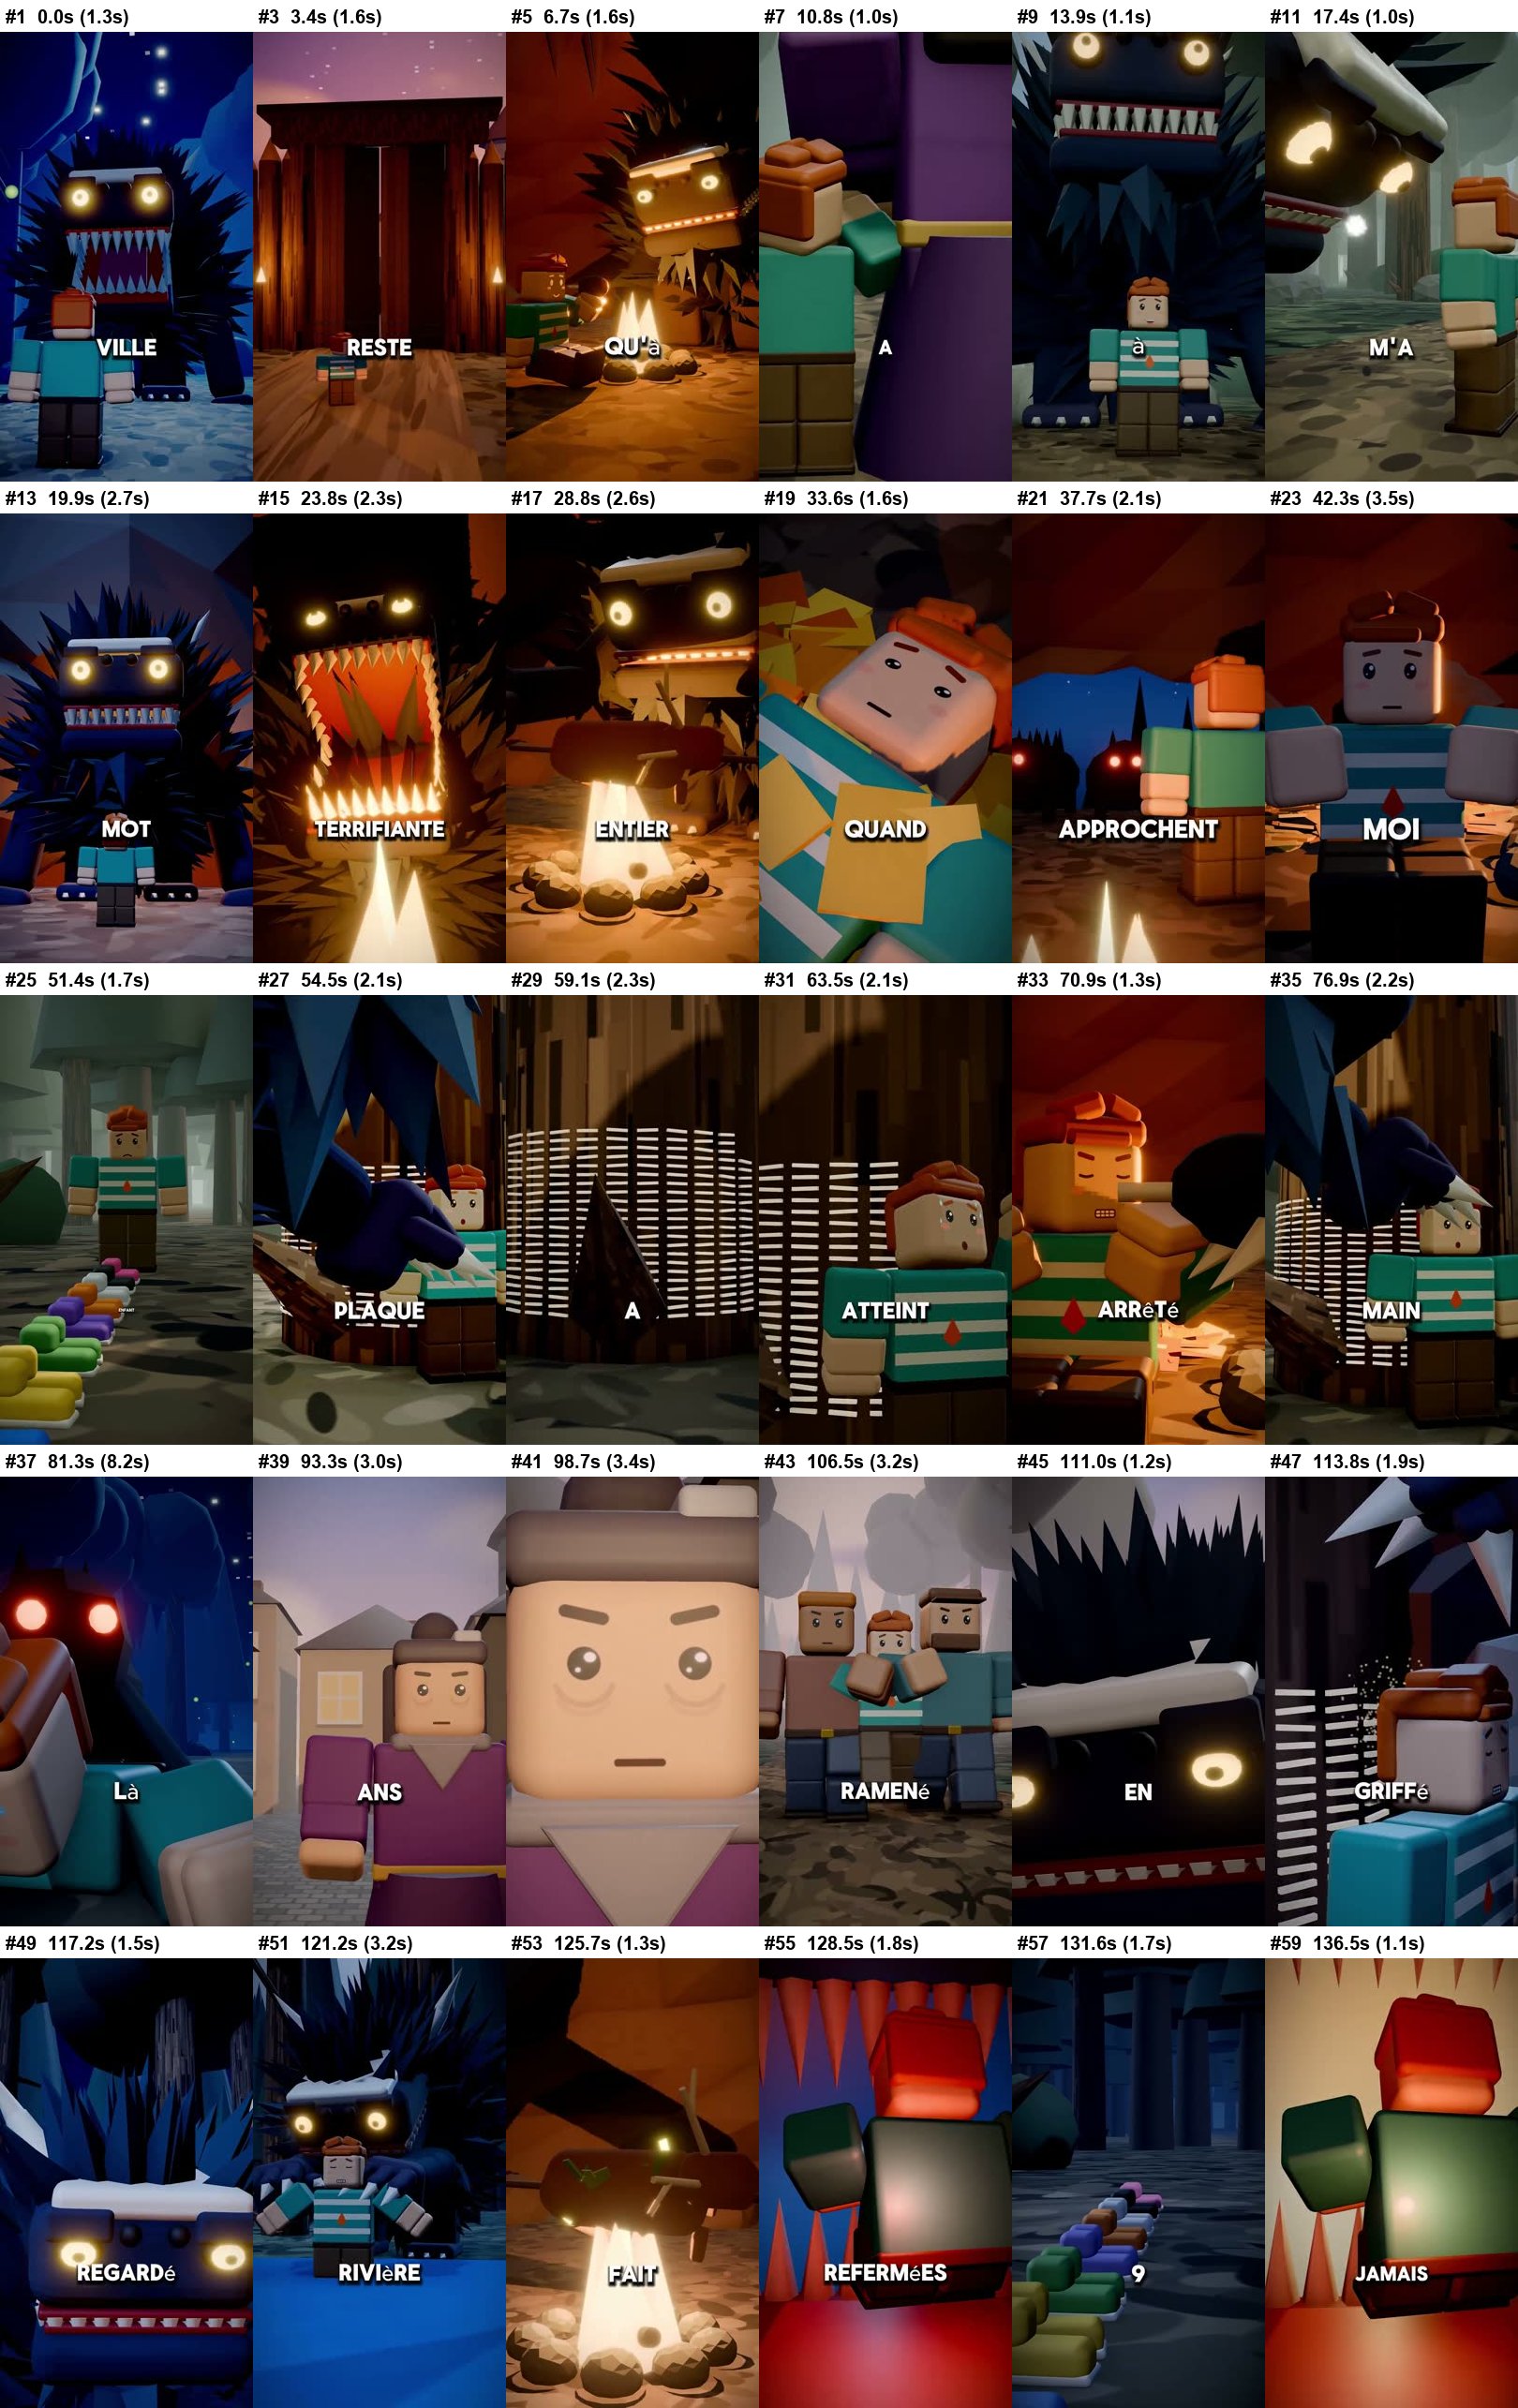 #1 0.0s (1.3s)
#3 3.4s (1.6s)
#5 6.7s (1.6s)
#7 10.8s (1.0s)
#9 13.9s (1.1s)
#11 17.4s (1.0s)
VILLE
RESTE
QU'à
A
à
M'A
#13 19.9s (2.7s)
#15 23.8s (2.3s)
#17 28.8s (2.6s)
#19 33.6s (1.6s)
#21 37.7s (2.1s)
#23 42.3s (3.5s)
MOT
TERRIFIANTE
ENTIER
QUAND
APPROCHENT
MOI
#25 51.4s (1.7s)
#27 54.5s (2.1s)
#29 59.1s (2.3s)
#31 63.5s (2.1s)
#33 70.9s (1.3s)
#35 76.9s (2.2s)
ENFANT
PLAQUE
A
ATTEINT
ARRêTé
MAIN
#37 81.3s (8.2s)
#39 93.3s (3.0s)
#41 98.7s (3.4s)
#43 106.5s (3.2s)
#45 111.0s (1.2s)
#47 113.8s (1.9s)
Là
ANS
RAMENé
EN
GRIFFé
#49 117.2s (1.5s)
#51 121.2s (3.2s)
#53 125.7s (1.3s)
#55 128.5s (1.8s)
#57 131.6s (1.7s)
#59 136.5s (1.1s)
REGARDé
RIVIèRE
FAIT
REFERMéES
9
JAMAIS